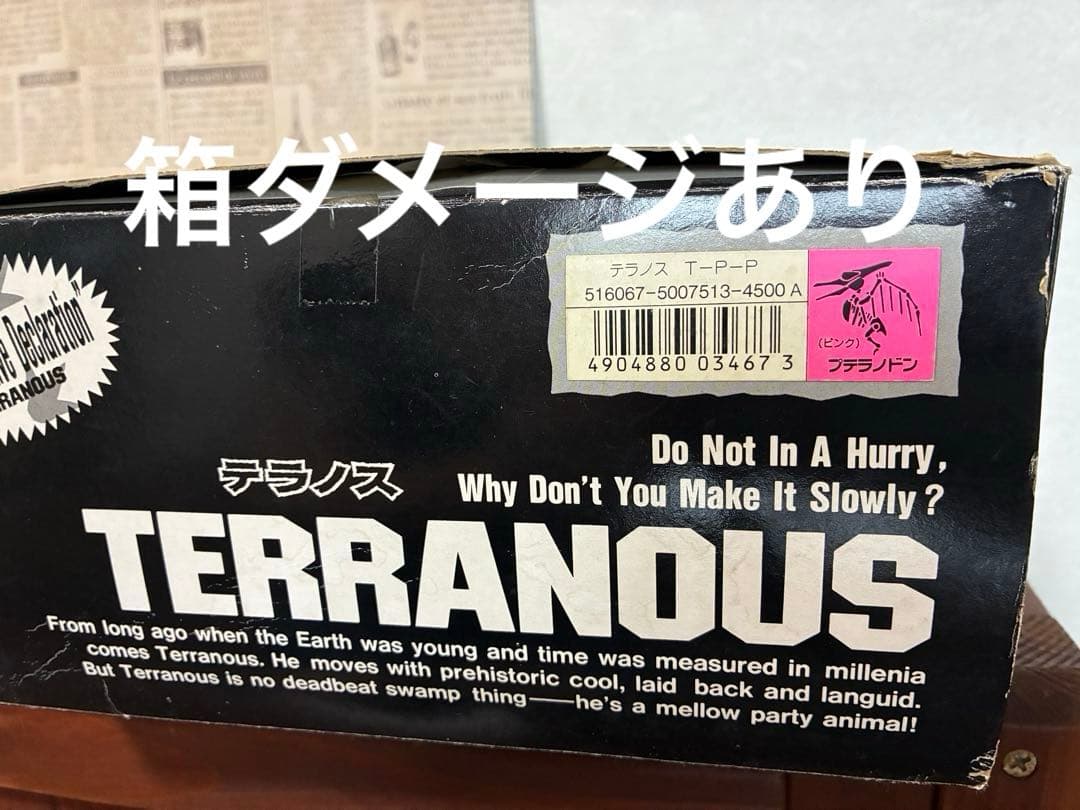 箱ダメージあり
テラノス T-P-P
516067-5007513-4500 A
4904880 03467 3
(ピンク)
プテラノドン
Declaration"
Do Not In A Hurry,
Why Don't You Make It Slowly?
テラノス
TERRANOUS
From long ago when the Earth was young and time was measured in millenia
comes Terranous. He moves with prehistoric cool, laid back and languid.
But Terranous is no deadbeat swamp thing——he's a mellow party animal!